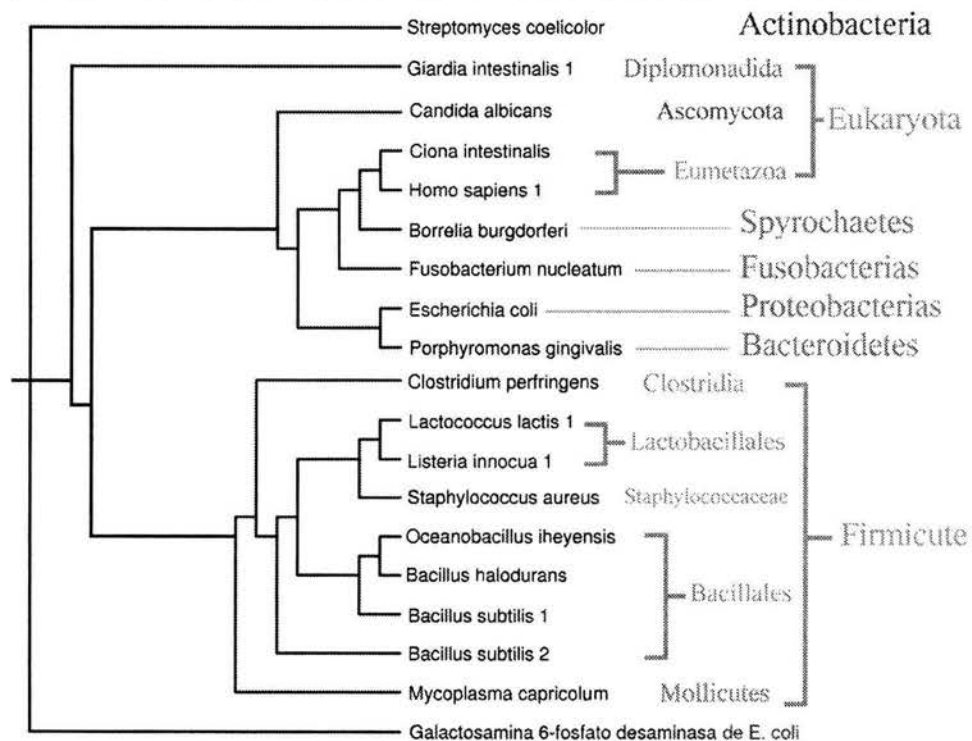 Streptomyces coelicolor Actinobacteria
Giardia intestinalis 1 Diplomonadida
Candida albicans Ascomycota Eukaryota
Ciona intestinalis
Eumetazoa
Homo sapiens 1
Borrelia burgdorferi Spyrochaetes
Fusobacterium nucleatum Fusobacterias
Escherichia coli Proteobacterias
Porphyromonas gingivalis Bacteroidetes
Clostridium perfringens Clostridia
Lactococcus lactis 1
Lactobacillales
Listeria innocua 1
Staphylococcus aureus Staphylococcaceae
Oceanobacillus iheyensis Firmicute
Bacillus halodurans
Bacillales
Bacillus subtilis 1
Bacillus subtilis 2
Mycoplasma capricolum Mollicutes
Galactosamina 6-fosfato desaminasa de E. coli